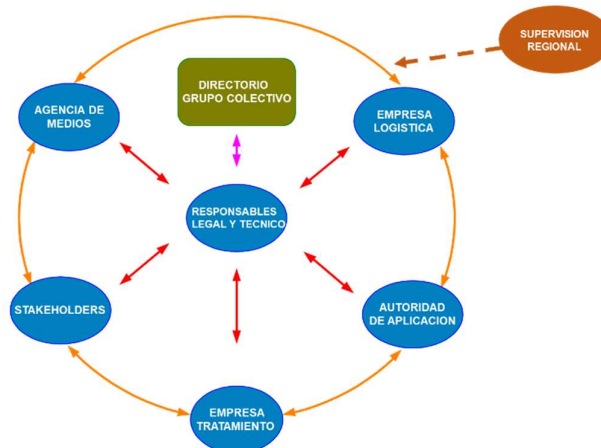 SUPERVISION
REGIONAL
DIRECTORIO
GRUPO COLECTIVO
AGENCIA DE
MEDIOS
EMPRESA
LOGISTICA
RESPONSABLES
LEGAL Y TECNICO
STAKEHOLDERS
AUTORIDAD
DE APLICACION
EMPRESA
TRATAMIENTO